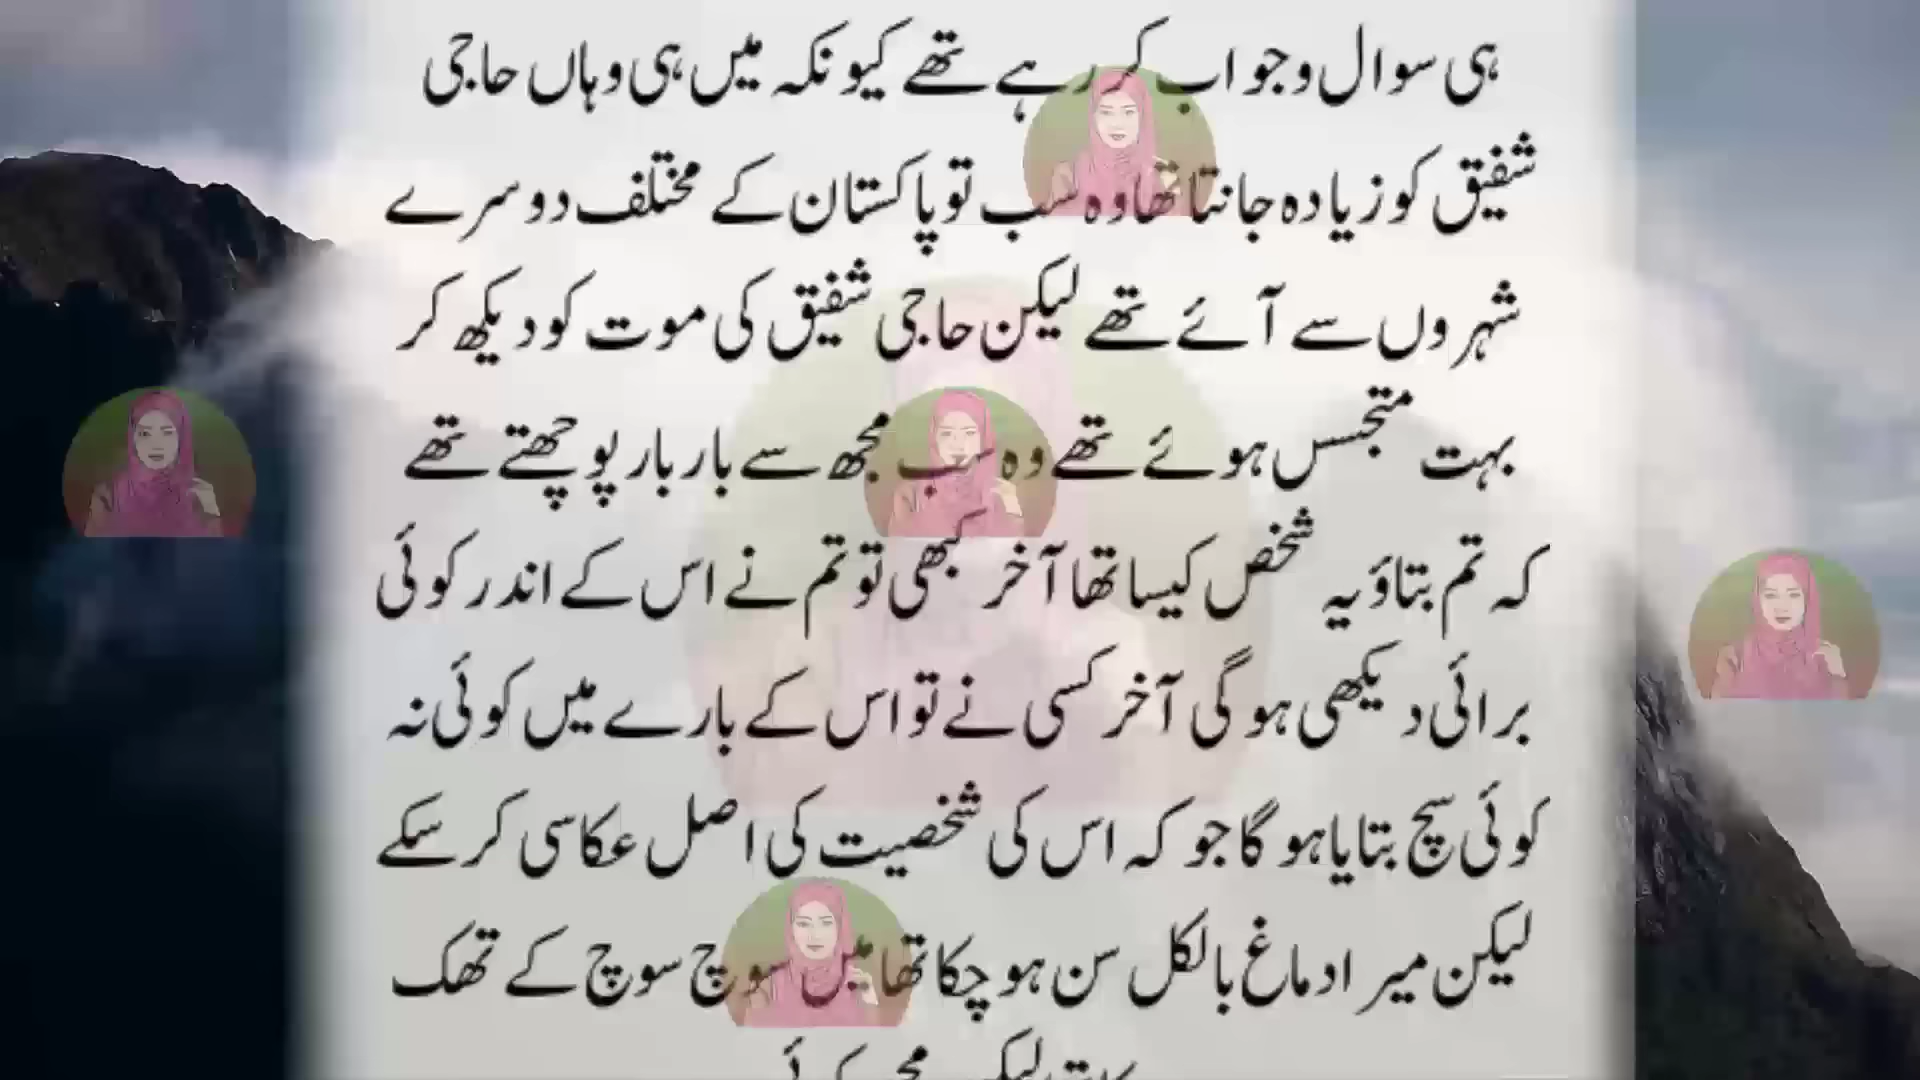 ہی سوال و جواب کر رہے تھے کیونکہ میں ہی وہاں حاجی
شفیق کو زیادہ جانتا تھا وہ سب تو پاکستان کے مختلف دوسرے
شہروں سے آئے تھے لیکن حاجی شفیق کی موت کو دیکھ کر
بہت متجسس ہوئے تھے وہ سب مجھ سے بار بار پوچھتے تھے
کہ تم بتاؤ یہ شخص کیسا تھا آخر کبھی تو تم نے اس کے اندر کوئی
برائی دیکھی ہو گی آخر کسی نے تو اس کے بارے میں کوئی نہ
کوئی سچ بتایا ہو گا جو کہ اس کی شخصیت کی اصل عکاسی کر سکے
لیکن میرا دماغ بالکل سن ہو چکا تھا میں سوچ سوچ کے تھک